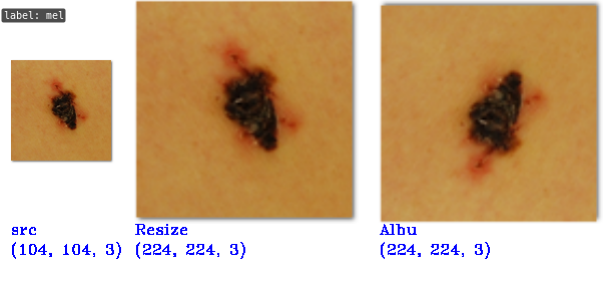 label: mel
src
(104, 104, 3)
Resize
(224, 224, 3)
Albu
(224, 224, 3)